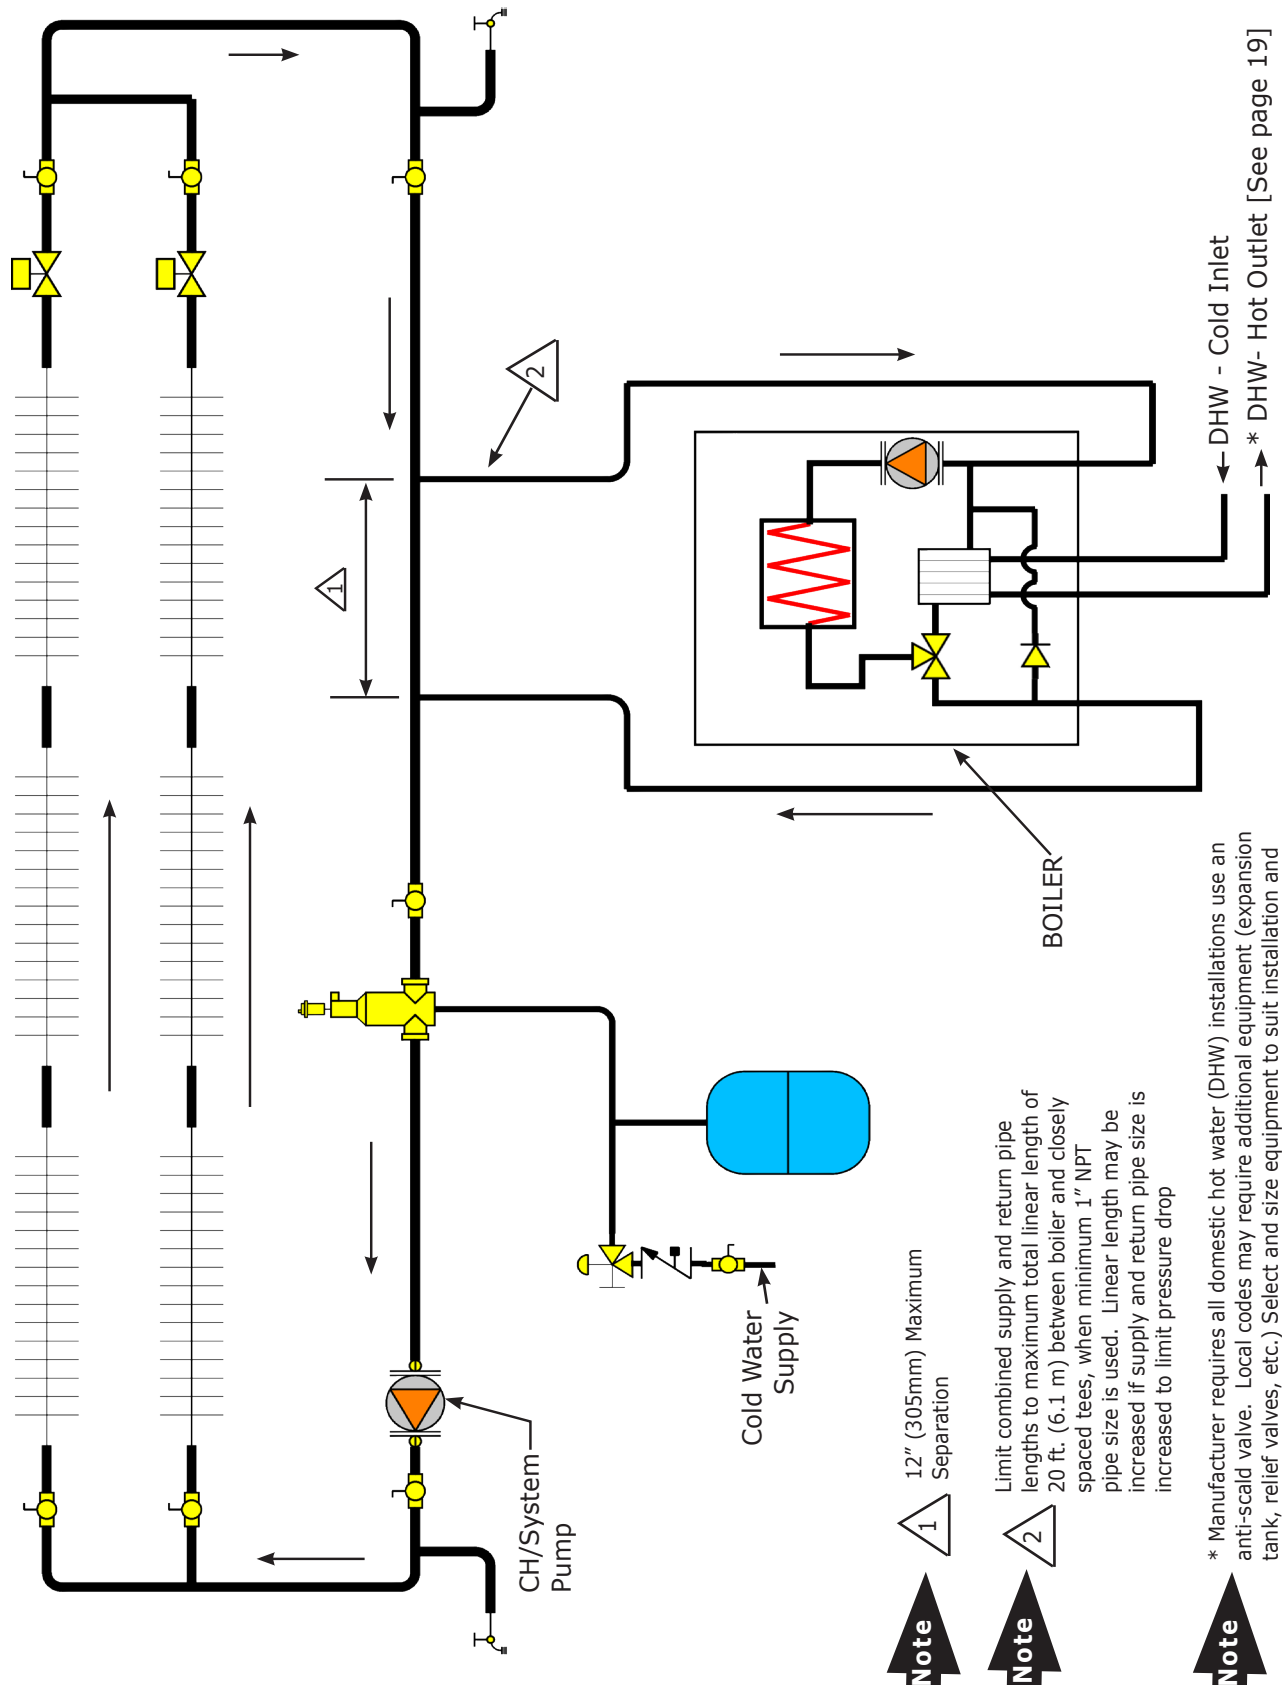 1
2
BOILER
DHW - Cold Inlet
* DHW- Hot Outlet [See page 19]
Cold Water
Supply
CH/System
Pump
Note
1
12″ (305mm) Maximum
Separation
Note
2
Limit combined supply and return pipe
lengths to maximum total linear length of
20 ft. (6.1 m) between boiler and closely
spaced tees, when minimum 1″ NPT
pipe size is used. Linear length may be
increased if supply and return pipe size is
increased to limit pressure drop
Note
* Manufacturer requires all domestic hot water (DHW) installations use an
anti-scald valve. Local codes may require additional equipment (expansion
tank, relief valves, etc.) Select and size equipment to suit installation and